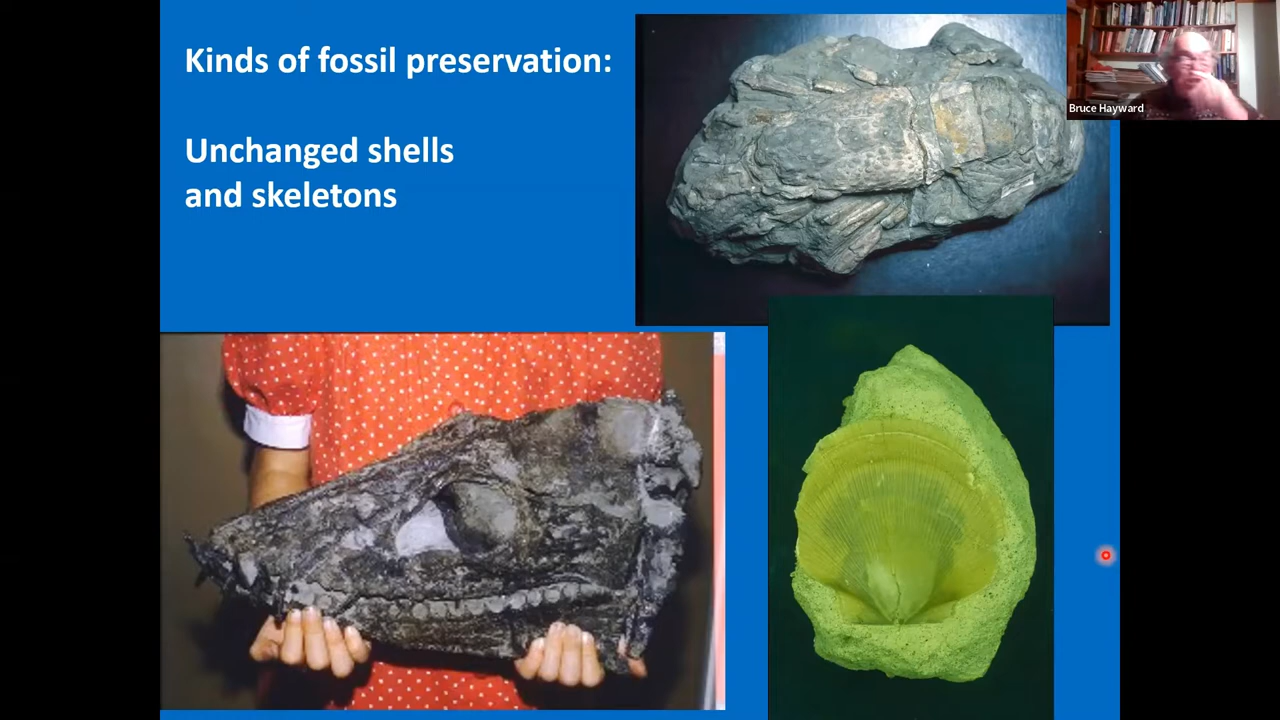 Kinds of fossil preservation:
Unchanged shells
and skeletons
Bruce Hayward